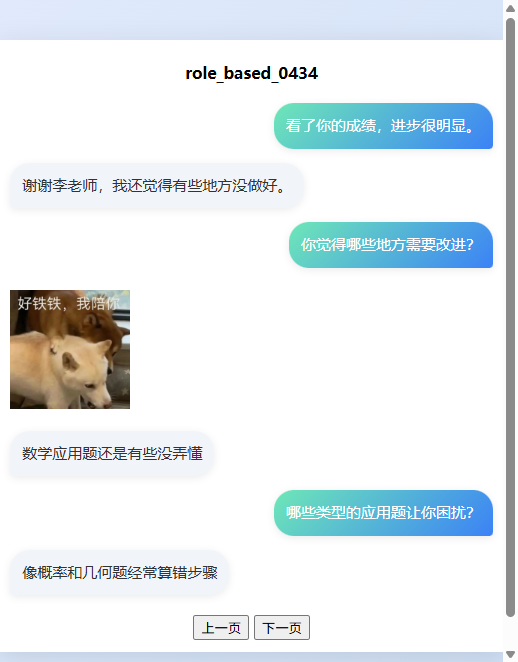 role_based_0434
看了你的成绩，进步很明显。
谢谢李老师，我还觉得有些地方没做好。
你觉得哪些地方需要改进？
好铁铁，我陪你
数学应用题还是有些没弄懂
哪些类型的应用题让你困扰？
像概率和几何题经常算错步骤
上一页 下一页